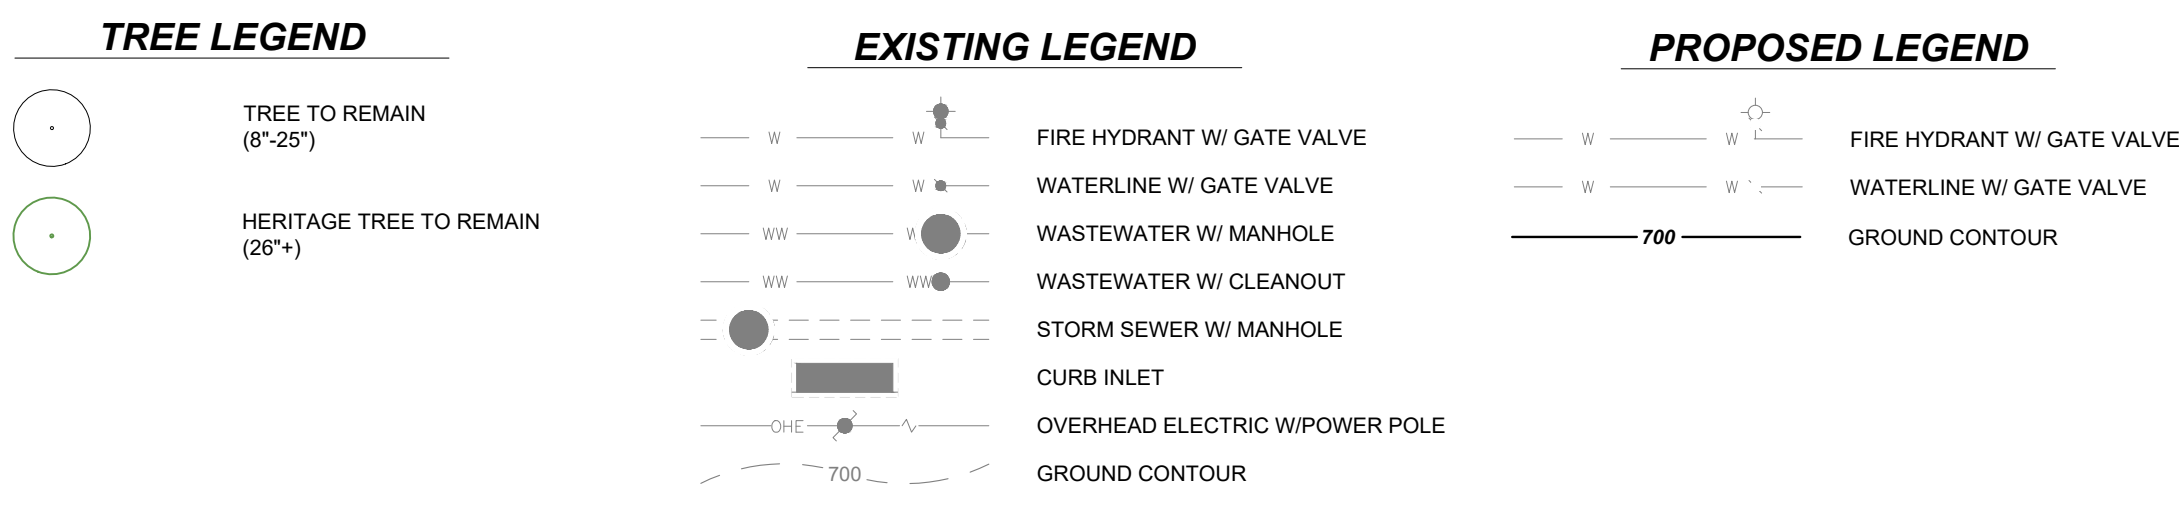 TREE LEGEND
TREE TO REMAIN
(8"-25")
HERITAGE TREE TO REMAIN
(26"+)
EXISTING LEGEND
W W FIRE HYDRANT W/ GATE VALVE
W W WATERLINE W/ GATE VALVE
WW W WASTEWATER W/ MANHOLE
WW WW WASTEWATER W/ CLEANOUT
STORM SEWER W/ MANHOLE
CURB INLET
OHE OVERHEAD ELECTRIC W/POWER POLE
700 GROUND CONTOUR
PROPOSED LEGEND
W W FIRE HYDRANT W/ GATE VALVE
W W WATERLINE W/ GATE VALVE
700 GROUND CONTOUR